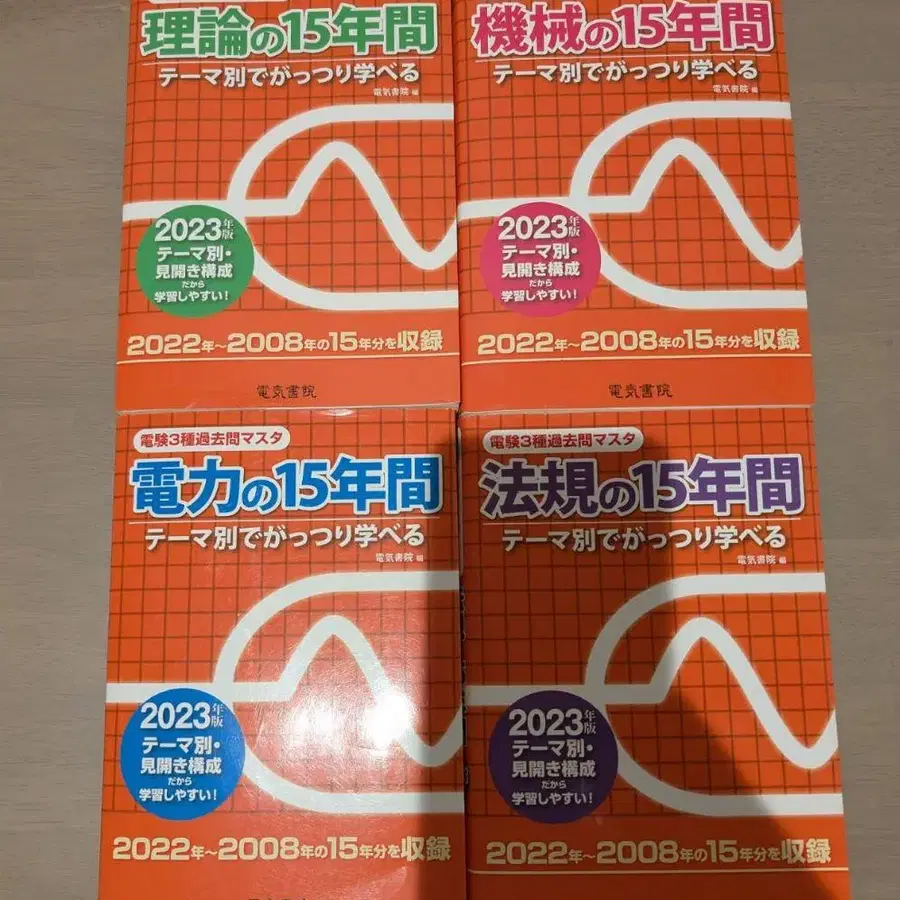 理論の15年間
テーマ別でがっつり学べる
電気書院 編
2023年版
テーマ別・
見開き構成
だから
学習しやすい!
2022年~2008年の15年分を収録
電気書院
機械の15年間
テーマ別でがっつり学べる
電気書院 編
2023年版
テーマ別・
見開き構成
だから
学習しやすい!
2022年~2008年の15年分を収録
電気書院
電験3種過去問マスタ
電力の15年間
テーマ別でがっつり学べる
電気書院 編
2023年版
テーマ別・
見開き構成
だから
学習しやすい!
2022年~2008年の15年分を収録
電験3種過去問マスタ
法規の15年間
テーマ別でがっつり学べる
電気書院 編
2023年版
テーマ別・
見開き構成
だから
学習しやすい!
2022年~2008年の15年分を収録